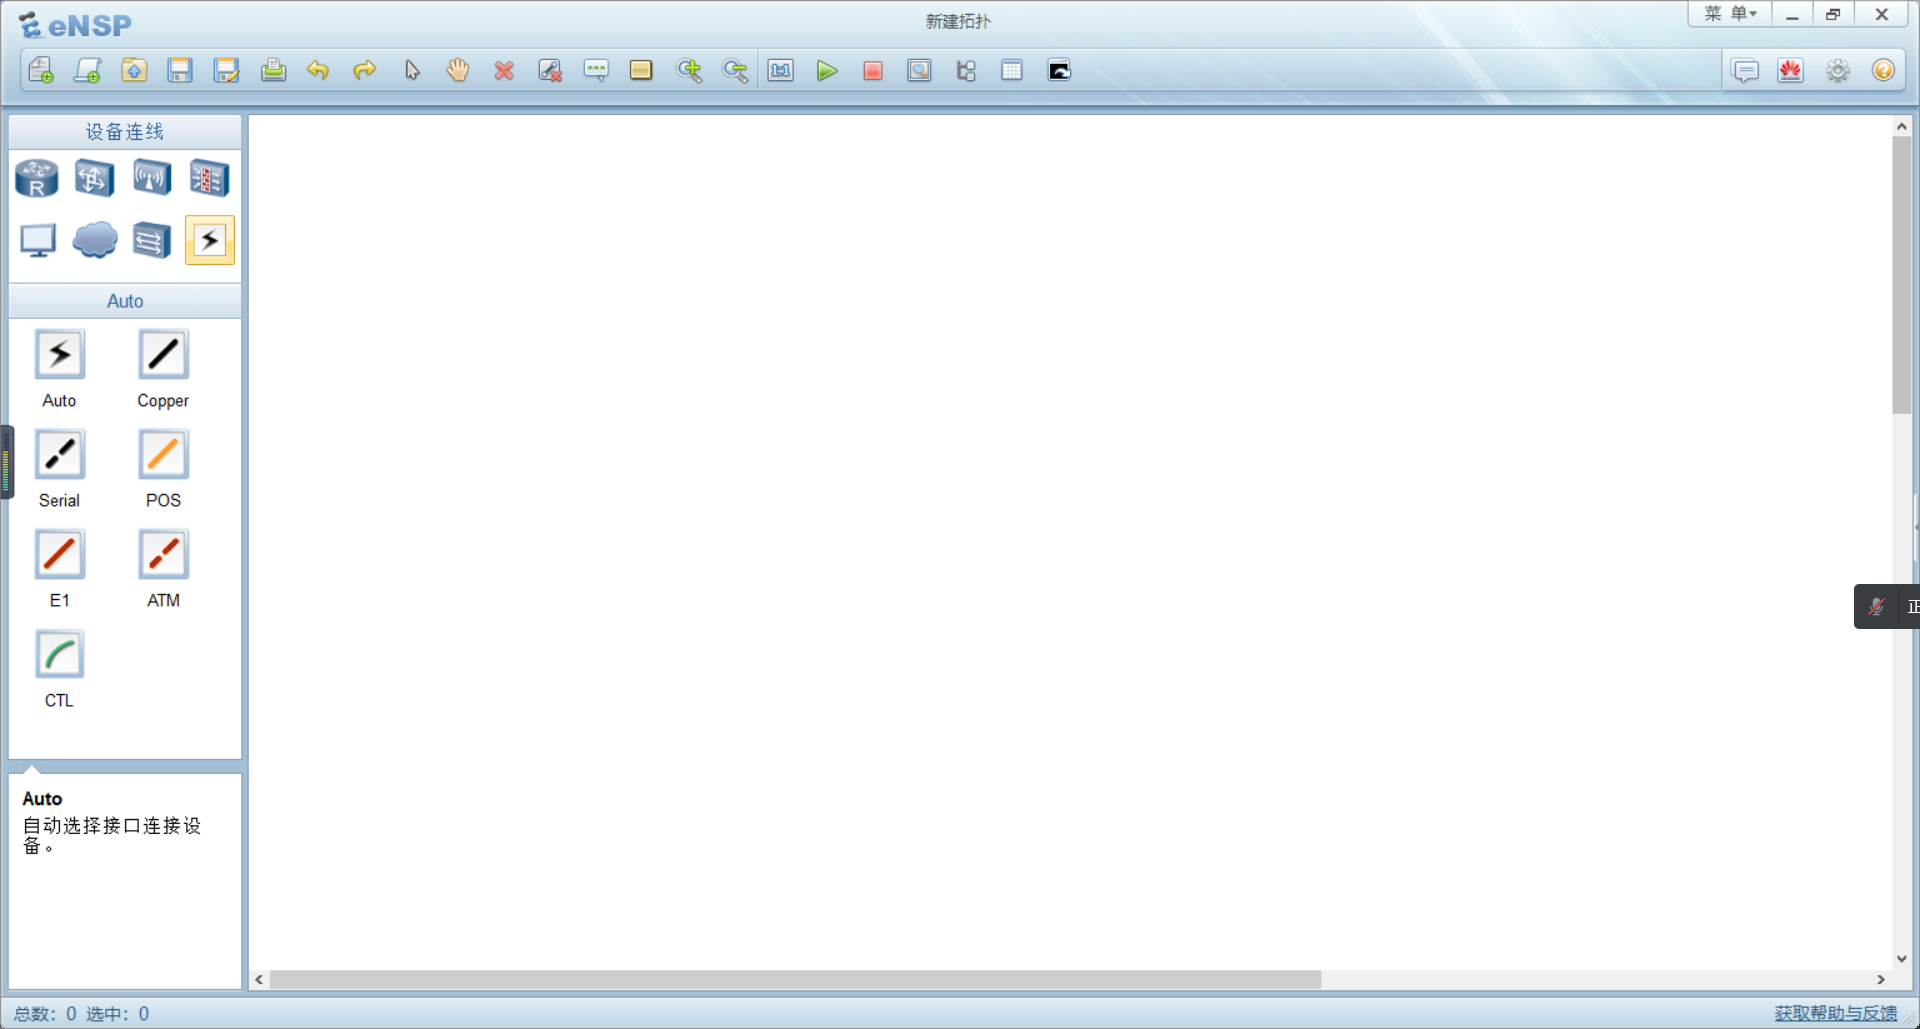 eNSP
新建拓扑
菜 单
1:1
设备连线
R
Auto
Auto
Copper
Serial
POS
E1
ATM
CTL
Auto
自动选择接口连接设
备。
总数: 0 选中: 0
获取帮助与反馈